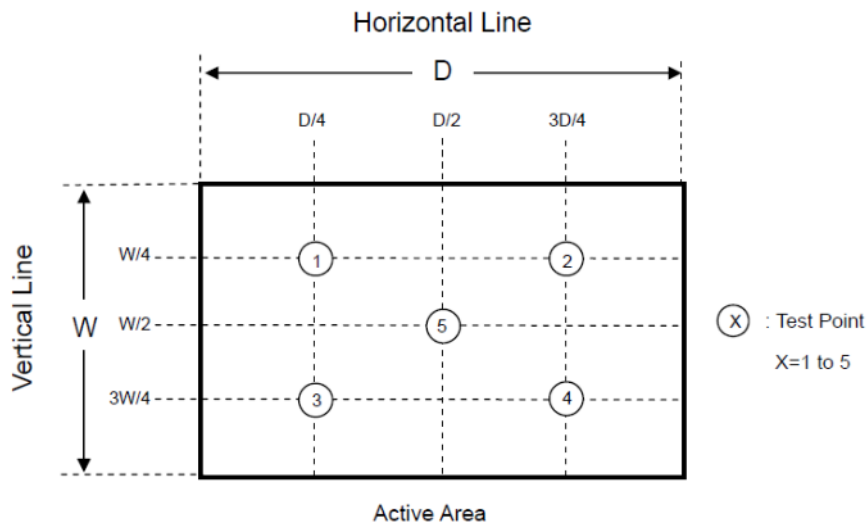 Horizontal Line
D
D/4 D/2 3D/4
Vertical Line
W
W/4
W/2
3W/4
1 2
5
3 4
X : Test Point
X=1 to 5
Active Area